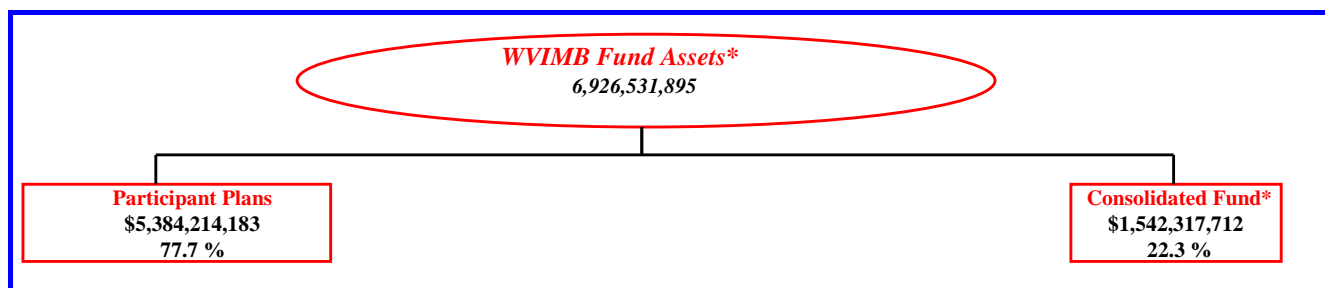 WVIMB Fund Assets*
6,926,531,895
Participant Plans
$5,384,214,183
77.7 %
Consolidated Fund*
$1,542,317,712
22.3 %